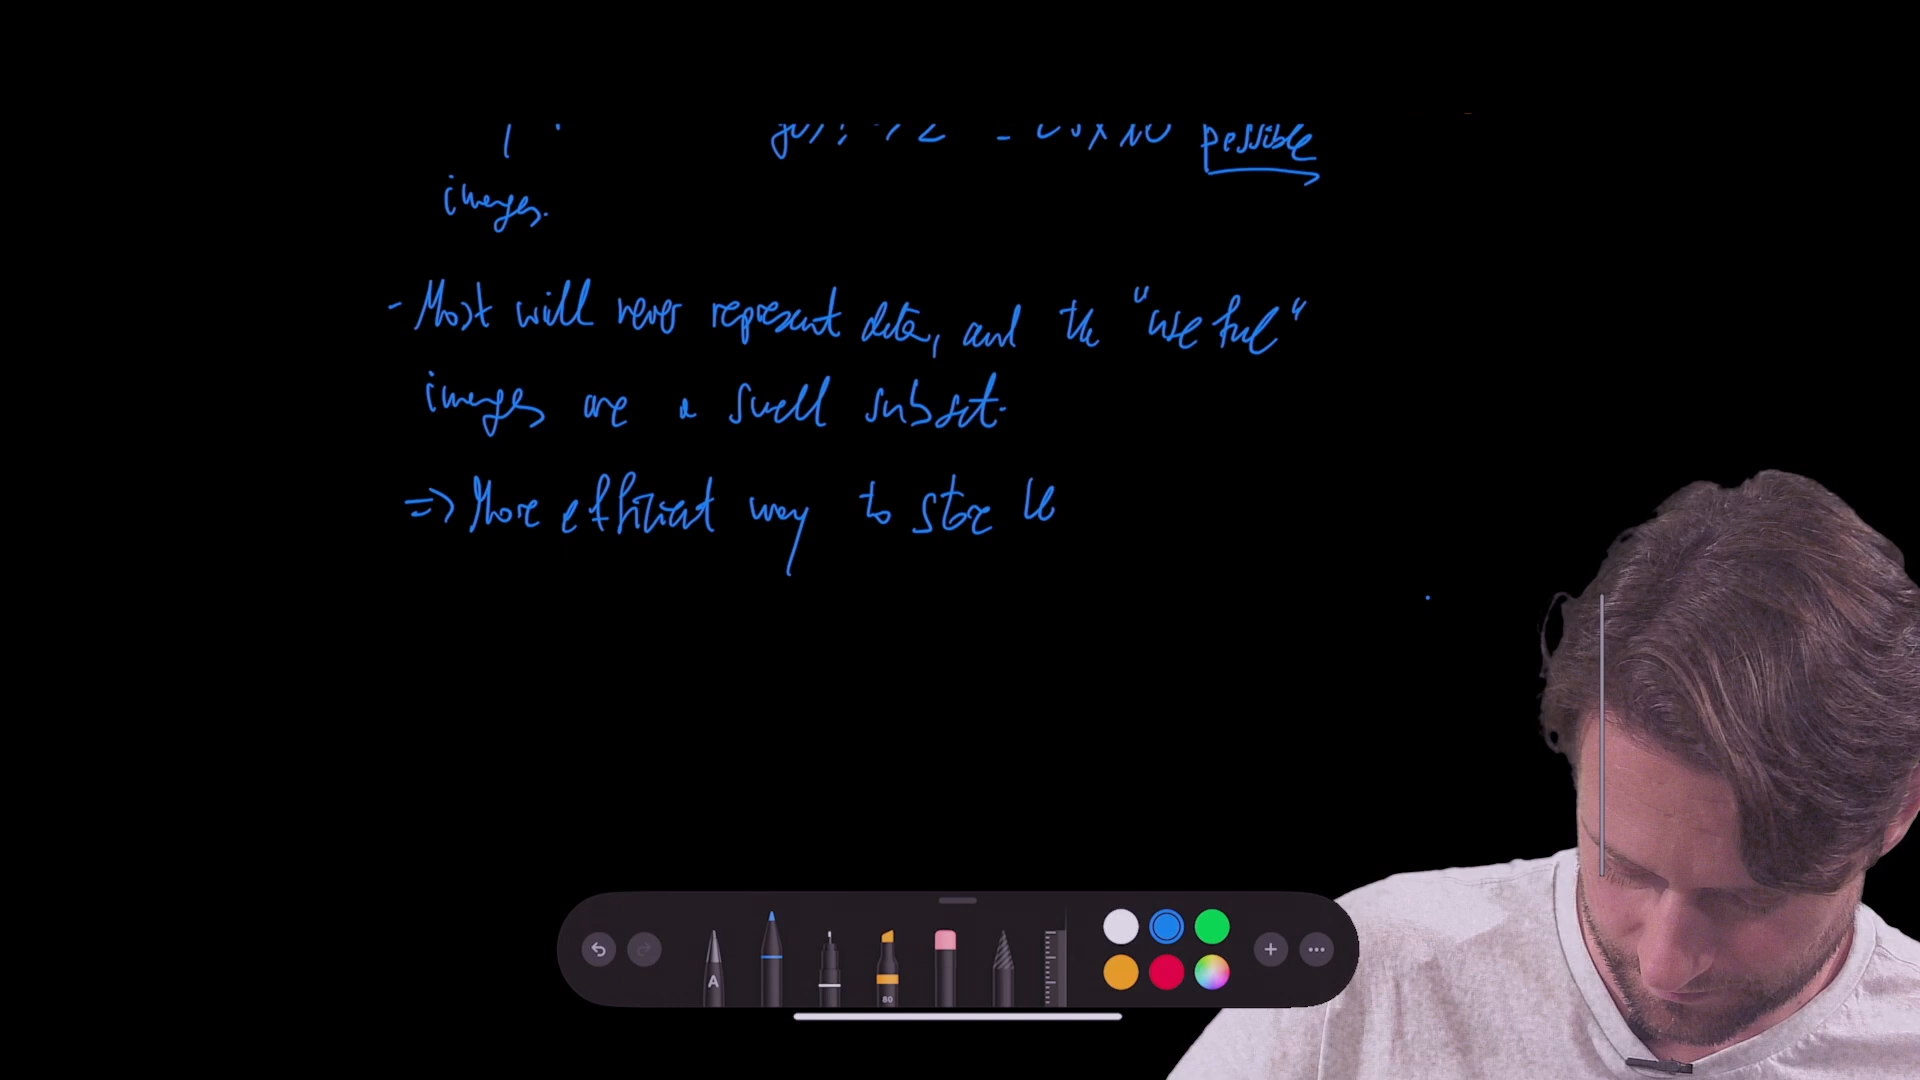 possible
images.
- Most will never represent data, and the "useful"
images are a small subset.
=> More efficient way to store
A
80